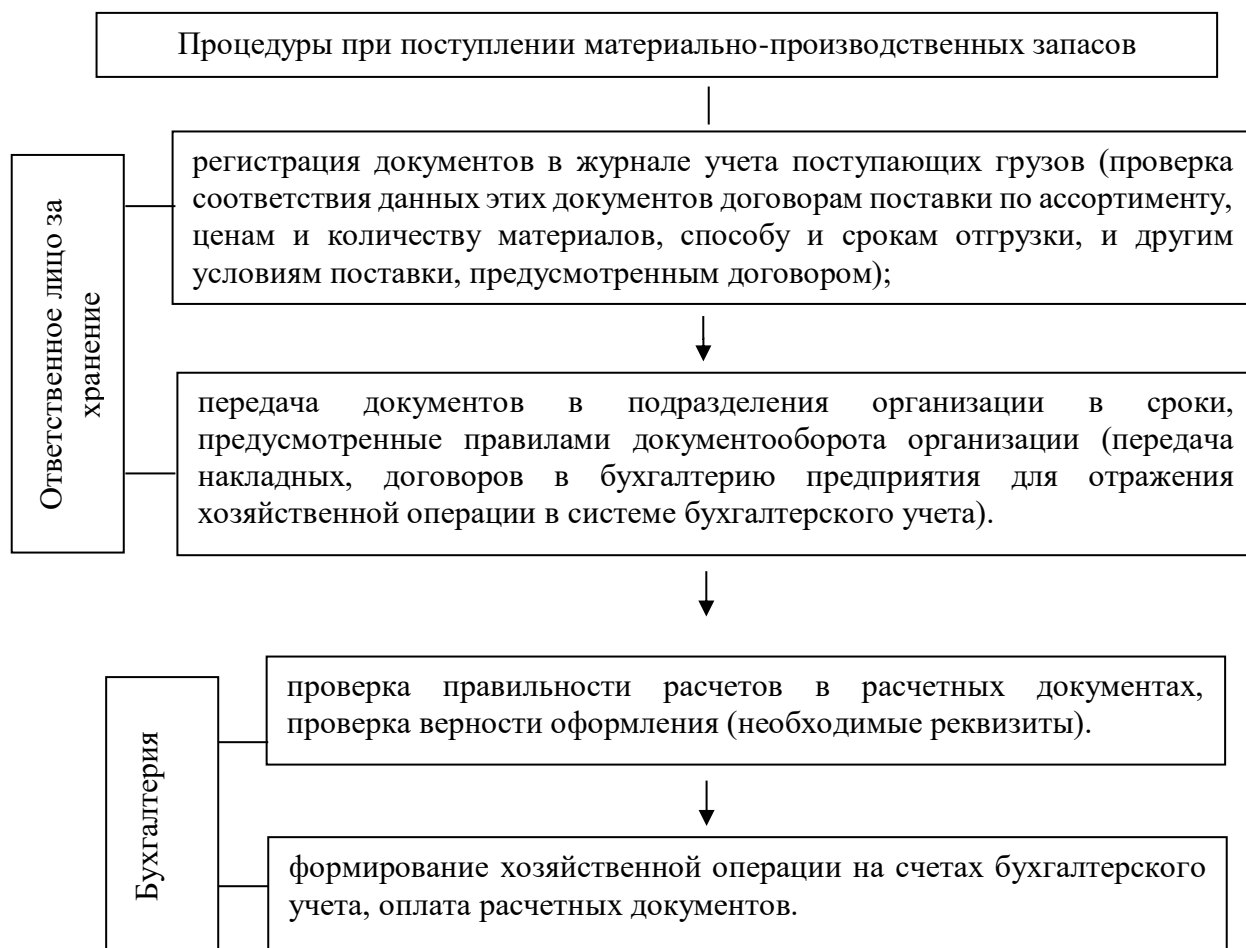 Процедуры при поступлении материально-производственных запасов
Ответственное лицо за
хранение
регистрация документов в журнале учета поступающих грузов (проверка
соответствия данных этих документов договорам поставки по ассортименту,
ценам и количеству материалов, способу и срокам отгрузки, и другим
условиям поставки, предусмотренным договором);
передача документов в подразделения организации в сроки,
предусмотренные правилами документооборота организации (передача
накладных, договоров в бухгалтерию предприятия для отражения
хозяйственной операции в системе бухгалтерского учета).
Бухгалтерия
проверка правильности расчетов в расчетных документах,
проверка верности оформления (необходимые реквизиты).
формирование хозяйственной операции на счетах бухгалтерского
учета, оплата расчетных документов.